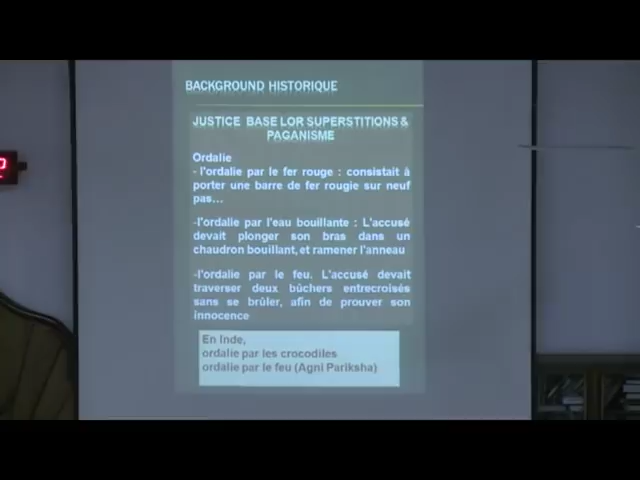 BACKGROUND HISTORIQUE
JUSTICE BASE LOR SUPERSTITIONS &
PAGANISME
Ordalie
- l'ordalie par le fer rouge : consistait à
porter une barre de fer rougie sur neuf
pas...
-l'ordalie par l'eau bouillante : L'accusé
devait plonger son bras dans un
chaudron bouillant, et ramener l'anneau
-l'ordalie par le feu. L'accusé devait
traverser deux bûchers entrecroisés
sans se brûler, afin de prouver son
innocence
En Inde,
ordalie par les crocodiles
ordalie par le feu (Agni Pariksha)